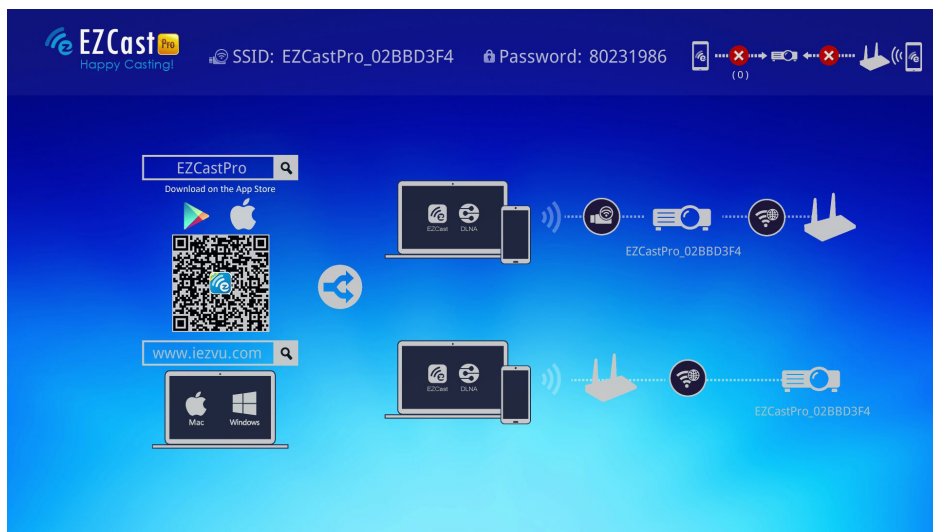 EZCast Pro
Happy Casting!
SSID: EZCastPro_02BBD3F4
Password: 80231986
(0)
EZCastPro
Download on the App Store
EZCast DLNA
EZCastPro_02BBD3F4
www.iezvu.com
Mac Windows
EZCast DLNA
EZCastPro_02BBD3F4